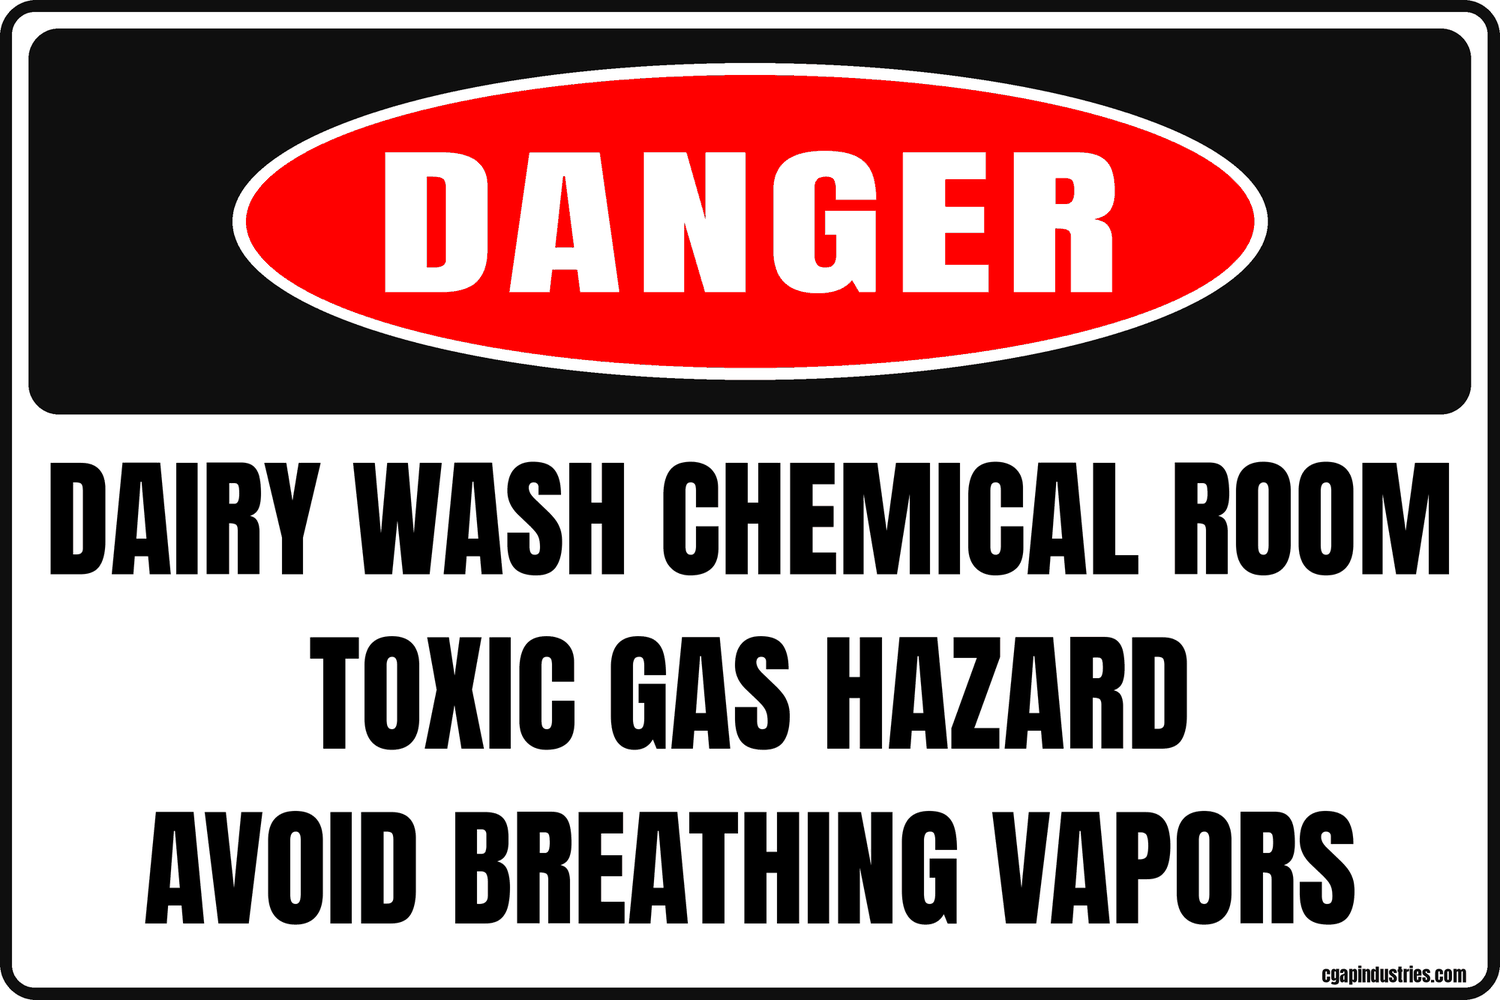 DANGER
DAIRY WASH CHEMICAL ROOM
TOXIC GAS HAZARD
AVOID BREATHING VAPORS
cgapindustries.com